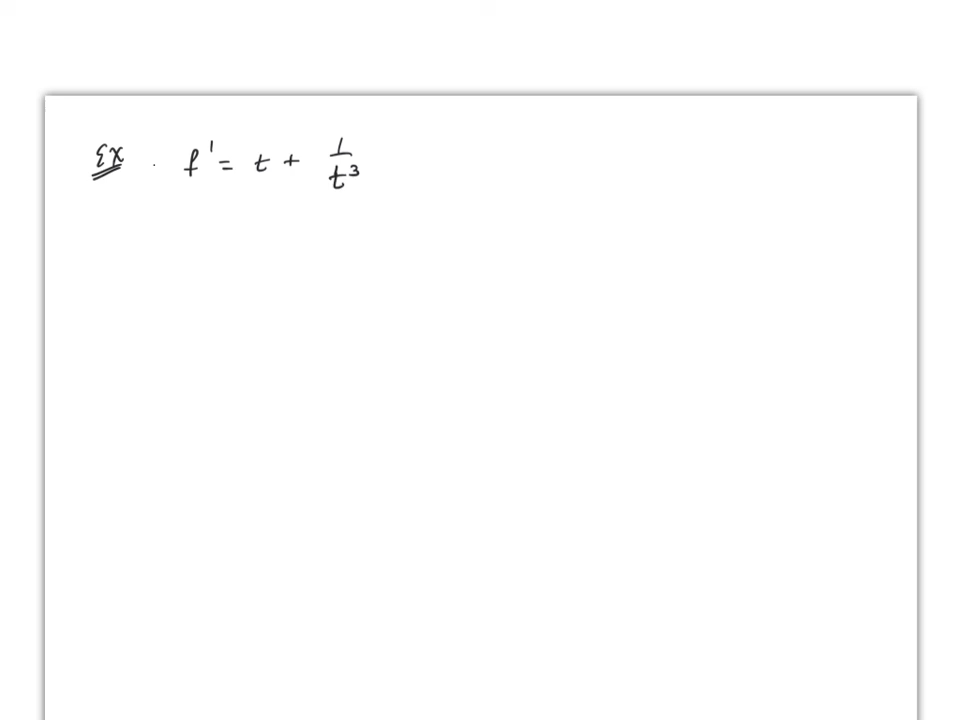 Ex . f' = t + 1/t³